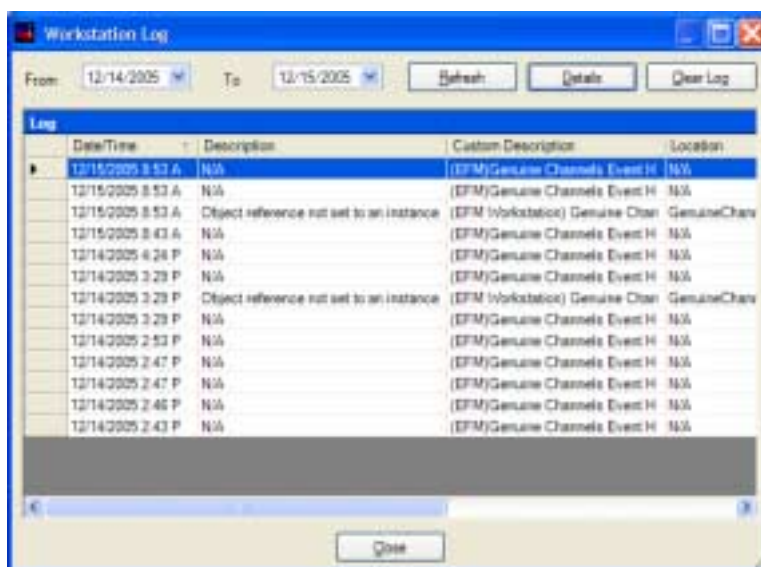 Workstation Log
From: 12/14/2005 To 12/15/2005 Refresh Details Clear Log
Log
Date/Time Description Custom Description Location
12/15/2005 8:53 A N/A (EFM)Genuine Channels Event H N/A
12/15/2005 8:53 A N/A (EFM)Genuine Channels Event H N/A
12/15/2005 8:53 A Object reference not set to an instance (EFM Workstation) Genuine Chan GenuineChann
12/15/2005 8:43 A N/A (EFM)Genuine Channels Event H N/A
12/14/2005 4:24 P N/A (EFM)Genuine Channels Event H N/A
12/14/2005 3:29 P N/A (EFM)Genuine Channels Event H N/A
12/14/2005 3:29 P Object reference not set to an instance (EFM Workstation) Genuine Chan GenuineChann
12/14/2005 3:29 P N/A (EFM)Genuine Channels Event H N/A
12/14/2005 2:53 P N/A (EFM)Genuine Channels Event H N/A
12/14/2005 2:47 P N/A (EFM)Genuine Channels Event H N/A
12/14/2005 2:47 P N/A (EFM)Genuine Channels Event H N/A
12/14/2005 2:46 P N/A (EFM)Genuine Channels Event H N/A
12/14/2005 2:43 P N/A (EFM)Genuine Channels Event H N/A
Close